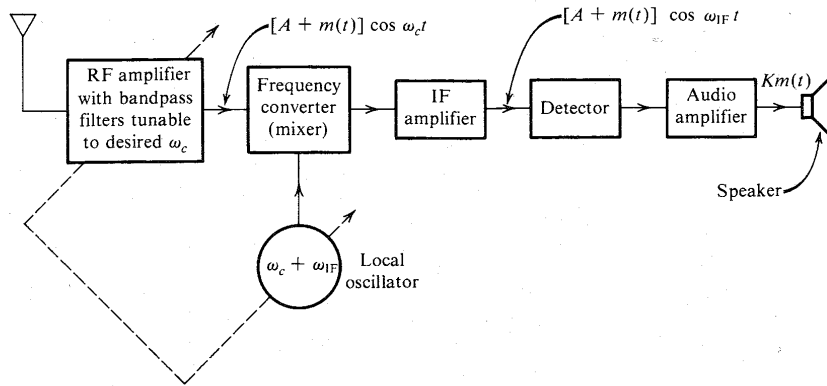 [A + m(t)] cos ω_c t
[A + m(t)] cos ω_IF t
RF amplifier
with bandpass
filters tunable
to desired ω_c
Frequency
converter
(mixer)
IF
amplifier
Detector
Audio
amplifier
Km(t)
Speaker
ω_c + ω_IF
Local
oscillator